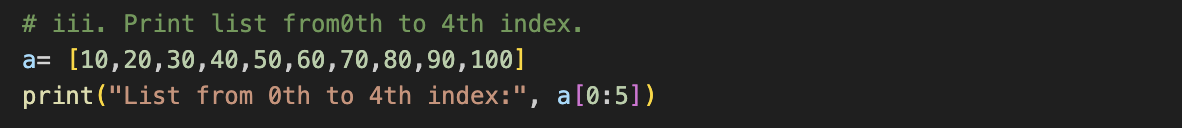 # iii. Print list from0th to 4th index.
a= [10,20,30,40,50,60,70,80,90,100]
print("List from 0th to 4th index:", a[0:5])